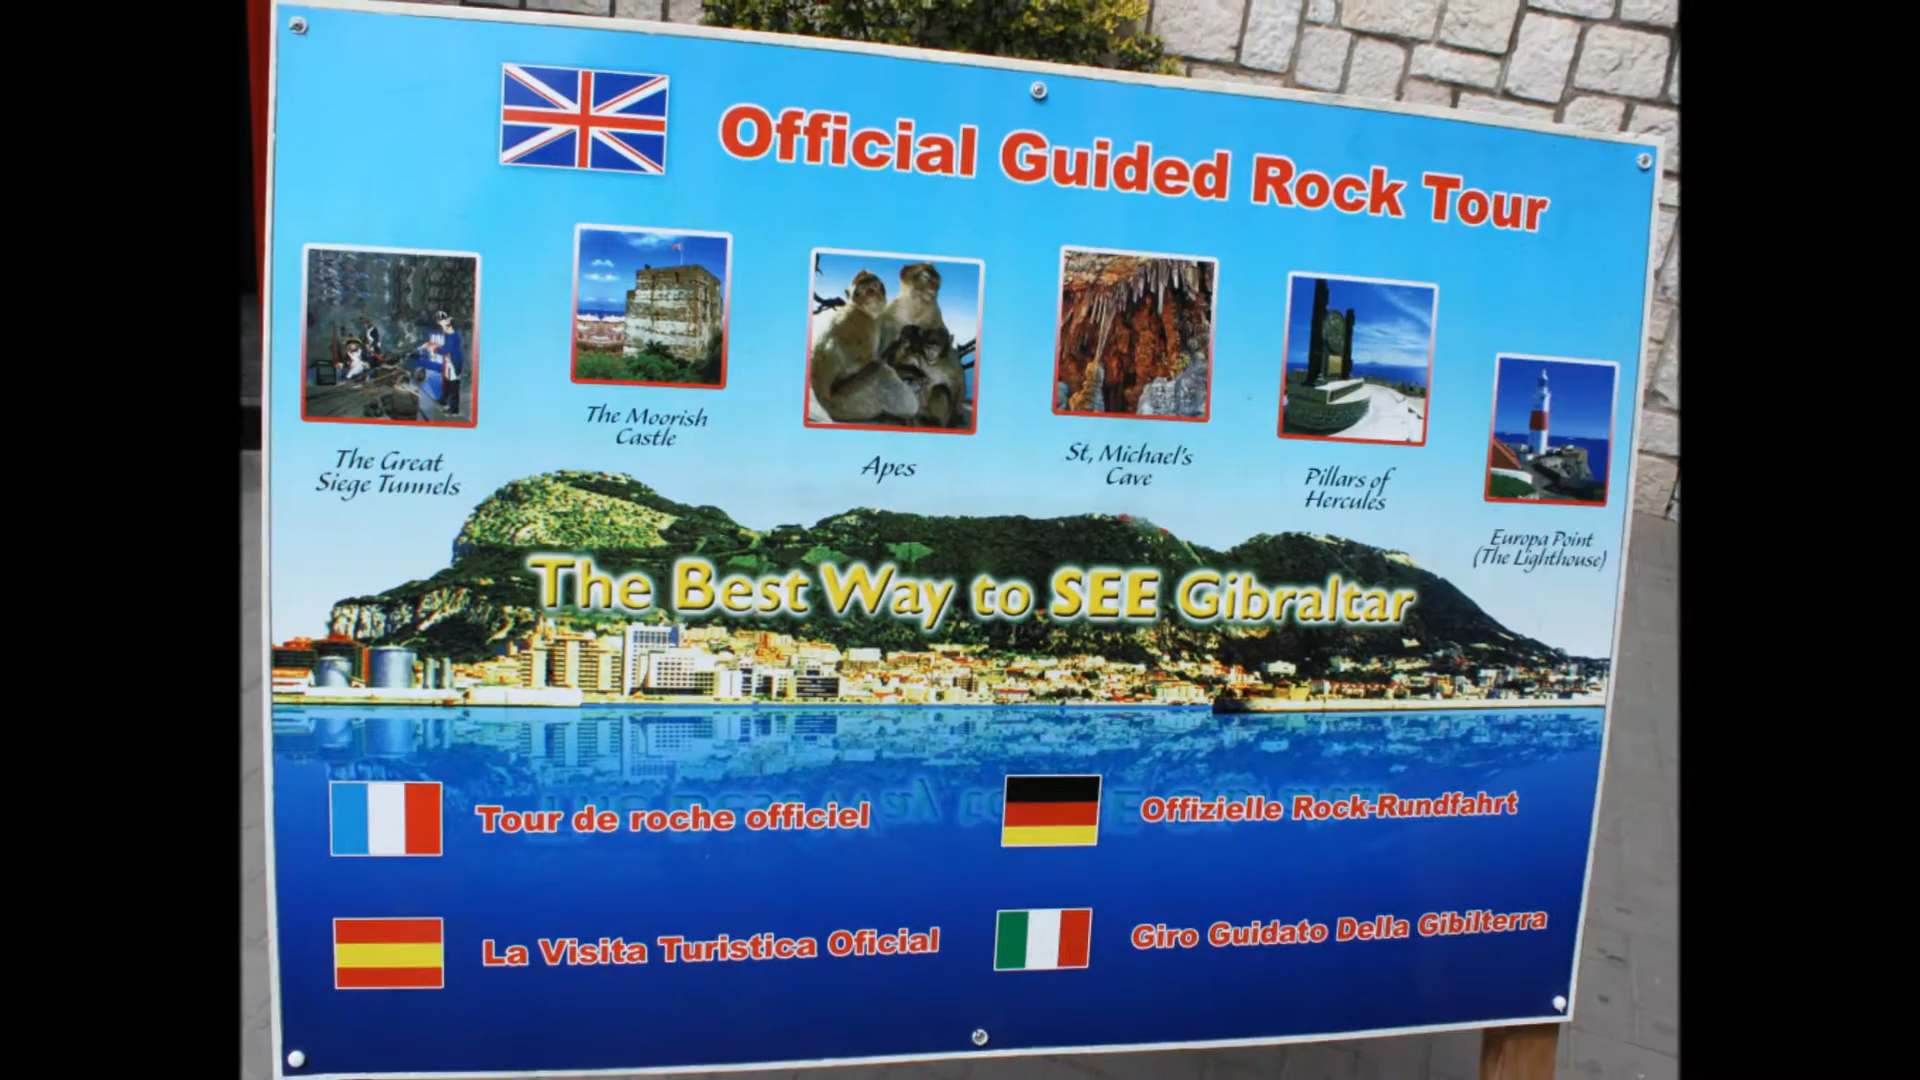 Official Guided Rock Tour
The Great
Siege Tunnels
The Moorish
Castle
Apes
St, Michael's
Cave
Pillars of
Hercules
Europa Point
(The Lighthouse)
The Best Way to SEE Gibraltar
Tour de roche officiel
Offizielle Rock-Rundfahrt
La Visita Turistica Oficial
Giro Guidato Della Gibilterra